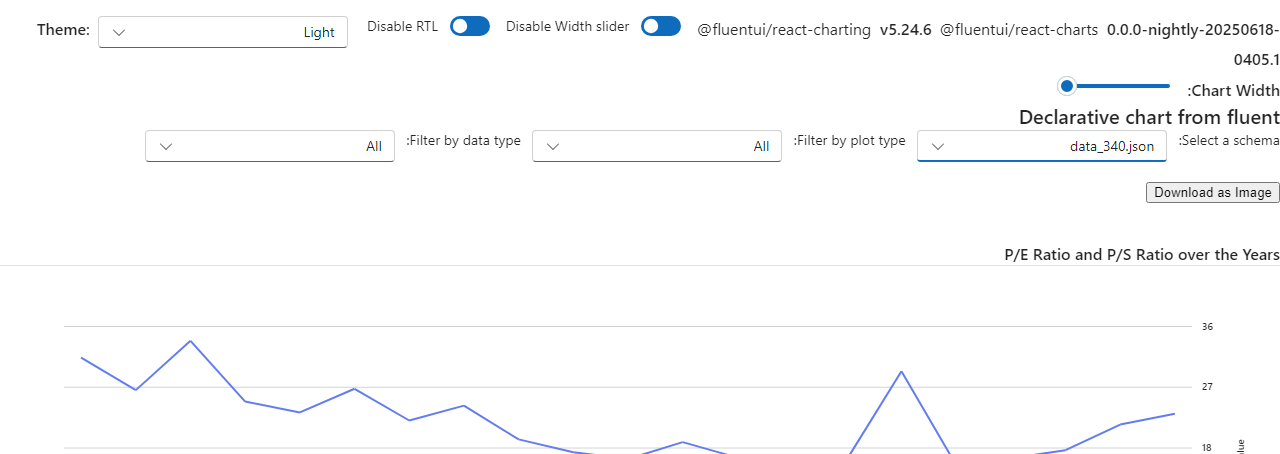 Theme: Light Disable RTL Disable Width slider @fluentui/react-charting v5.24.6 @fluentui/react-charts 0.0.0-nightly-20250618-
0405.1
:Chart Width
Declarative chart from fluent
:Select a schema data_340.json :Filter by plot type All :Filter by data type All
Download as Image
P/E Ratio and P/S Ratio over the Years
36
27
18